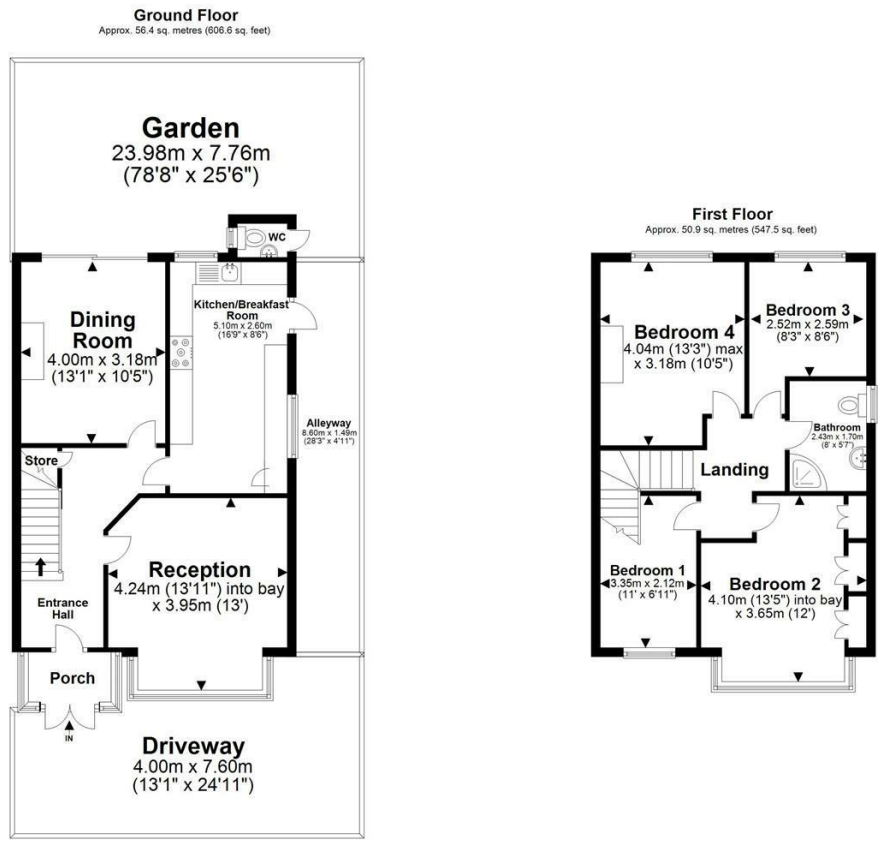 Ground Floor
Approx. 56.4 sq. metres (606.6 sq. feet)
Garden
23.98m x 7.76m
(78'8" x 25'6")
WC
Kitchen/Breakfast
Room
5.10m x 2.60m
(16'9" x 8'6")
Dining
Room
4.00m x 3.18m
(13'1" x 10'5")
Alleyway
8.60m x 1.49m
(28'3" x 4'11")
Store
Reception
4.24m (13'11") into bay
x 3.95m (13')
Entrance
Hall
Porch
IN
Driveway
4.00m x 7.60m
(13'1" x 24'11")
First Floor
Approx. 50.9 sq. metres (547.5 sq. feet)
Bedroom 4
4.04m (13'3") max
x 3.18m (10'5")
Bedroom 3
2.52m x 2.59m
(8'3" x 8'6")
Bathroom
2.43m x 1.70m
(8' x 5'7")
Landing
Bedroom 1
3.35m x 2.12m
(11' x 6'11")
Bedroom 2
4.10m (13'5") into bay
x 3.65m (12')